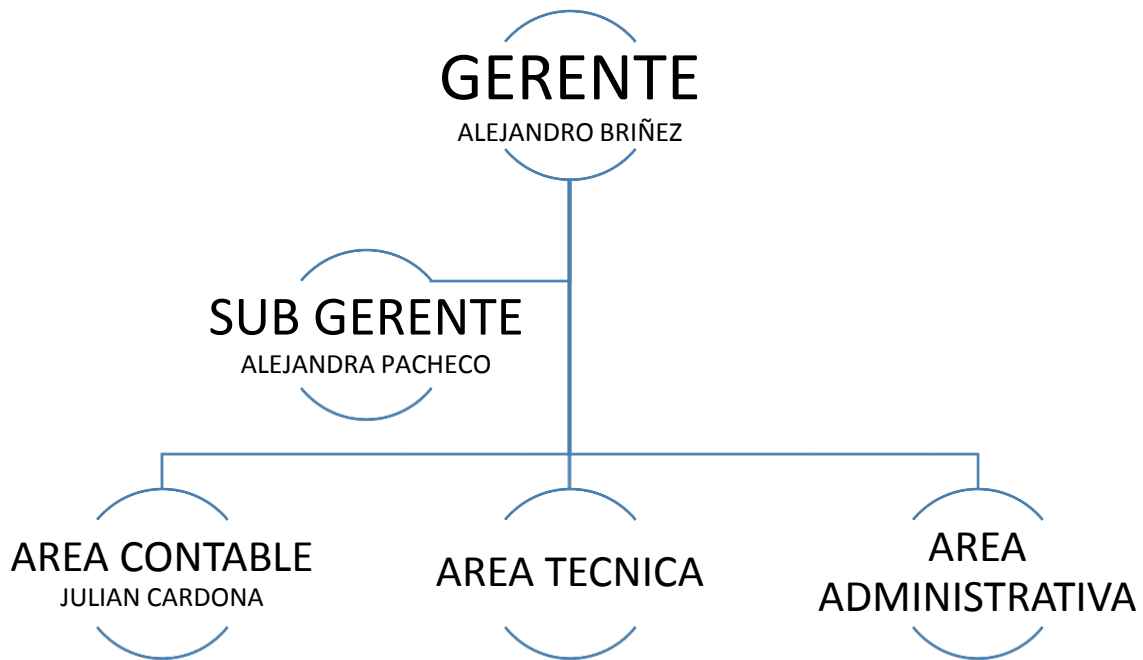 GERENTE
ALEJANDRO BRIÑEZ
SUB GERENTE
ALEJANDRA PACHECO
AREA CONTABLE
JULIAN CARDONA
AREA TECNICA
AREA
ADMINISTRATIVA